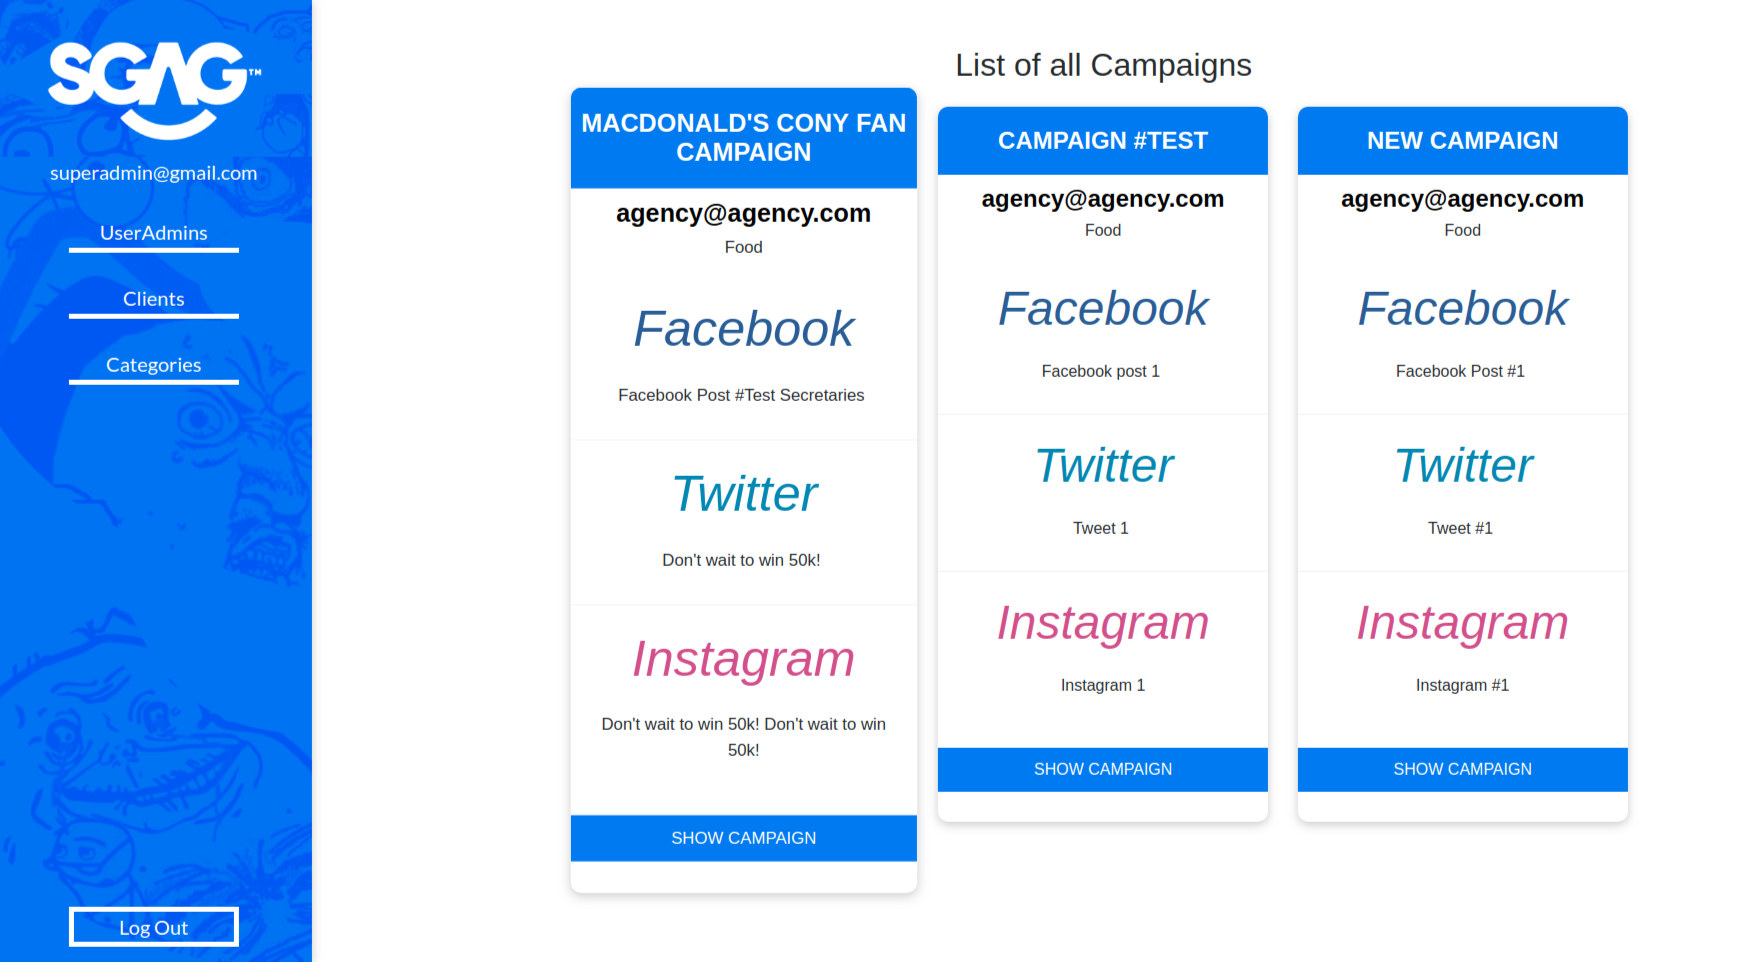 SGAG™
superadmin@gmail.com
UserAdmins
Clients
Categories
Log Out
List of all Campaigns
MACDONALD'S CONY FAN
CAMPAIGN
agency@agency.com
Food
Facebook
Facebook Post #Test Secretaries
Twitter
Don't wait to win 50k!
Instagram
Don't wait to win 50k! Don't wait to win
50k!
SHOW CAMPAIGN
CAMPAIGN #TEST
agency@agency.com
Food
Facebook
Facebook post 1
Twitter
Tweet 1
Instagram
Instagram 1
SHOW CAMPAIGN
NEW CAMPAIGN
agency@agency.com
Food
Facebook
Facebook Post #1
Twitter
Tweet #1
Instagram
Instagram #1
SHOW CAMPAIGN